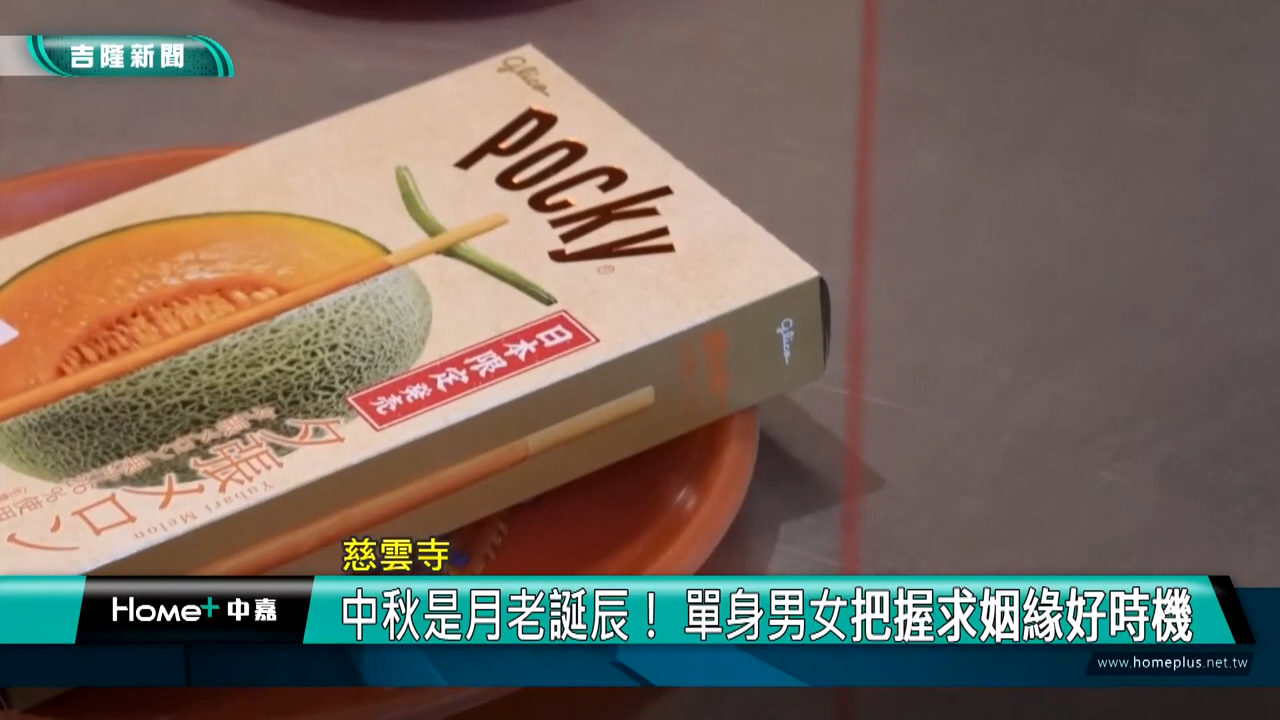 吉隆新聞
Glico
POCKY
日本限定発売
夕張メロン
Yubari Melon
Glico
慈雲寺
Home+中嘉
中秋是月老誕辰！ 單身男女把握求姻緣好時機
www.homeplus.net.tw